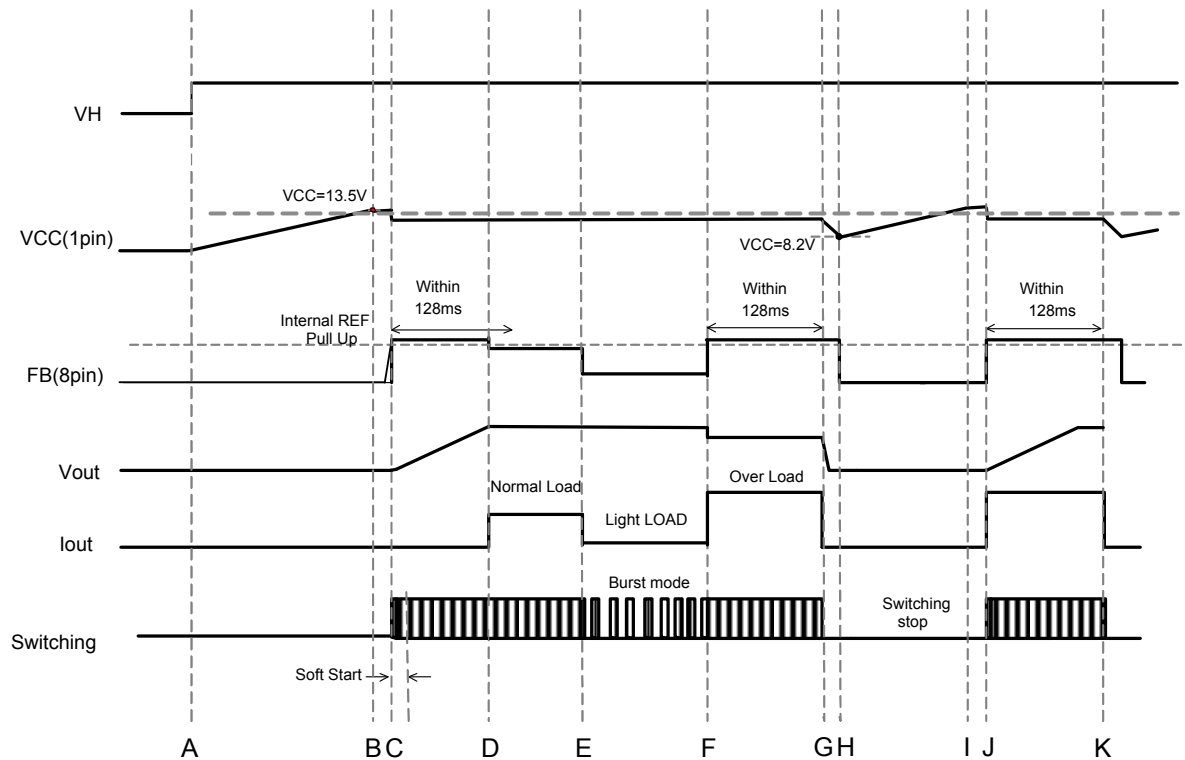 VH
VCC=13.5V
VCC(1pin)
VCC=8.2V
Within
128ms
Within
128ms
Within
128ms
Internal REF
Pull Up
FB(8pin)
Vout
Normal Load
Over Load
Light LOAD
Iout
Burst mode
Switching
stop
Switching
Soft Start
A B C D E F G H I J K